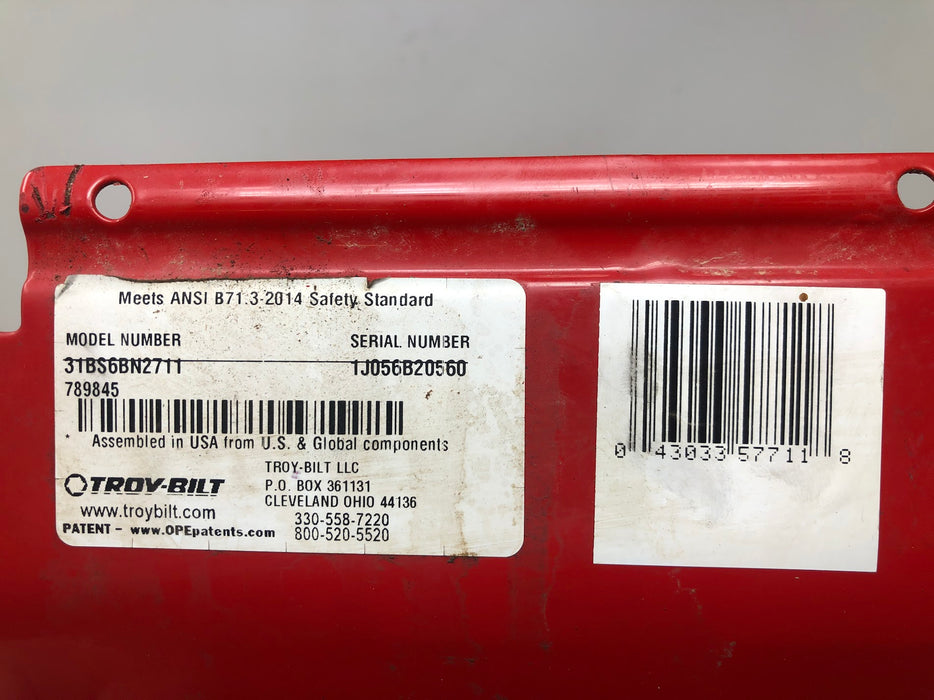 Meets ANSI B71.3-2014 Safety Standard
MODEL NUMBER SERIAL NUMBER
31BS6BN2711 1J056B20560
789845
Assembled in USA from U.S. & Global components
TROY-BILT
www.troybilt.com
PATENT - www.OPEpatents.com
TROY-BILT LLC
P.O. BOX 361131
CLEVELAND OHIO 44136
330-558-7220
800-520-5520
0 43033 57711 8